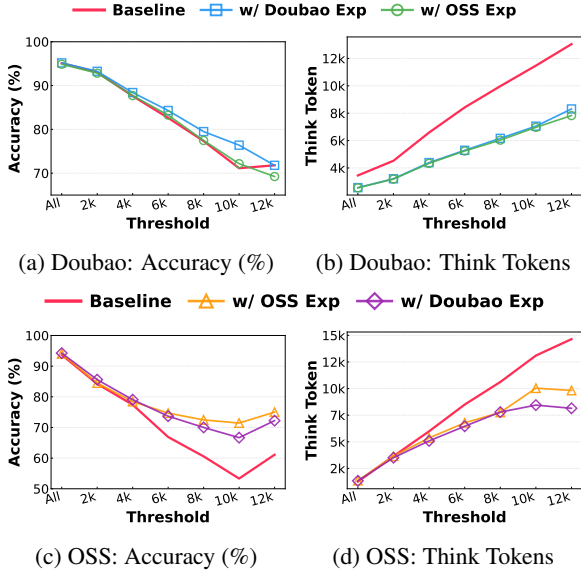 Baseline w/ Doubao Exp w/ OSS Exp
100
90
80
70
Accuracy (%)
All 2k 4k 6k 8k 10k 12k
Threshold
12k
10k
8k
6k
4k
Think Token
All 2k 4k 6k 8k 10k 12k
Threshold
(a) Doubao: Accuracy (%)
(b) Doubao: Think Tokens
Baseline w/ OSS Exp w/ Doubao Exp
100
90
80
70
60
50
Accuracy (%)
All 2k 4k 6k 8k 10k 12k
Threshold
15k
12k
10k
7k
5k
2k
Think Token
All 2k 4k 6k 8k 10k 12k
Threshold
(c) OSS: Accuracy (%)
(d) OSS: Think Tokens